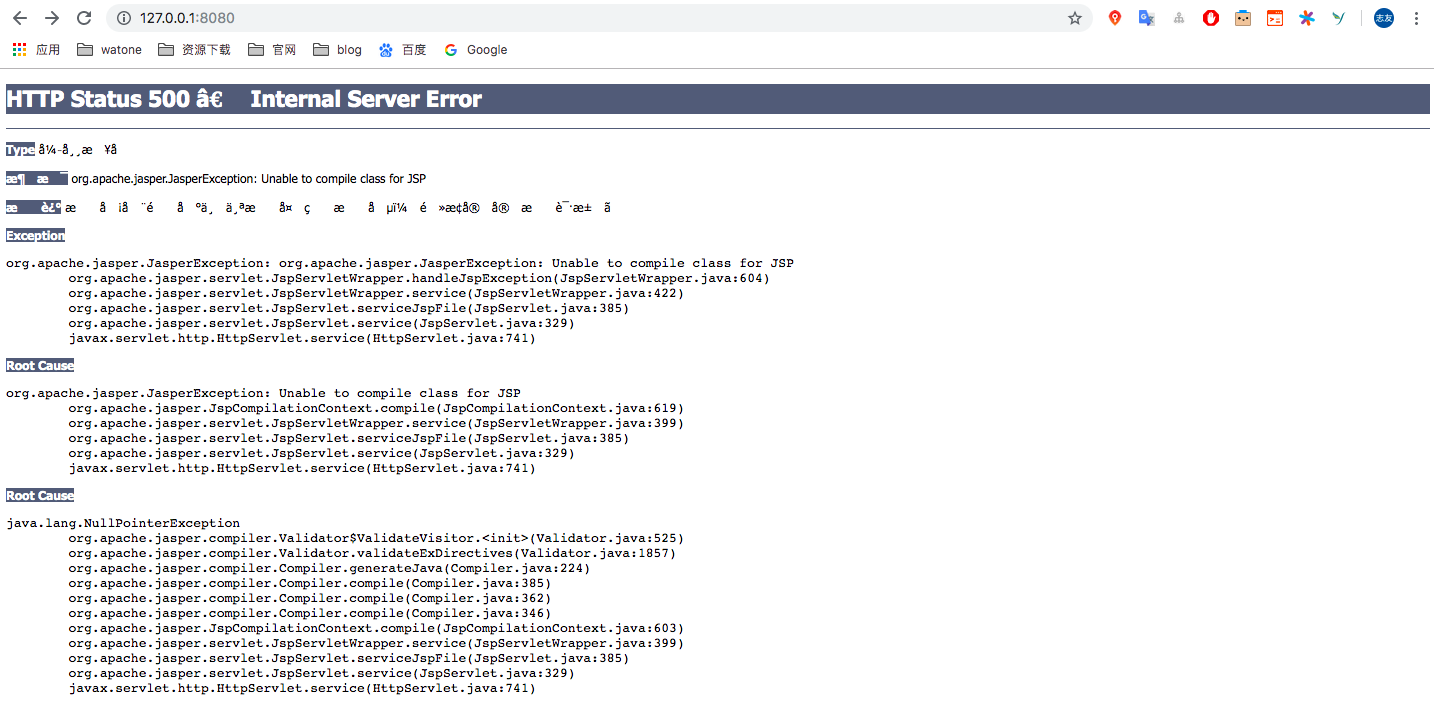 127.0.0.1:8080
志友
应用 watone 资源下载 官网 blog 百度 Google
HTTP Status 500 â€ Internal Server Error
Type å¼‐å¸¸æ ¥å
æ¶ æ ¯ org.apache.jasper.JasperException: Unable to compile class for JSP
æ è¿° æ å ¡å ¨é å ºä¸ ä¸ªæ å¤ ç æ å µï¼ é »æ¢å® å® æ è¯·æ± ã
Exception
org.apache.jasper.JasperException: org.apache.jasper.JasperException: Unable to compile class for JSP
org.apache.jasper.servlet.JspServletWrapper.handleJspException(JspServletWrapper.java:604)
org.apache.jasper.servlet.JspServletWrapper.service(JspServletWrapper.java:422)
org.apache.jasper.servlet.JspServlet.serviceJspFile(JspServlet.java:385)
org.apache.jasper.servlet.JspServlet.service(JspServlet.java:329)
javax.servlet.http.HttpServlet.service(HttpServlet.java:741)
Root Cause
org.apache.jasper.JasperException: Unable to compile class for JSP
org.apache.jasper.JspCompilationContext.compile(JspCompilationContext.java:619)
org.apache.jasper.servlet.JspServletWrapper.service(JspServletWrapper.java:399)
org.apache.jasper.servlet.JspServlet.serviceJspFile(JspServlet.java:385)
org.apache.jasper.servlet.JspServlet.service(JspServlet.java:329)
javax.servlet.http.HttpServlet.service(HttpServlet.java:741)
Root Cause
java.lang.NullPointerException
org.apache.jasper.compiler.Validator$ValidateVisitor.<init>(Validator.java:525)
org.apache.jasper.compiler.Validator.validateExDirectives(Validator.java:1857)
org.apache.jasper.compiler.Compiler.generateJava(Compiler.java:224)
org.apache.jasper.compiler.Compiler.compile(Compiler.java:385)
org.apache.jasper.compiler.Compiler.compile(Compiler.java:362)
org.apache.jasper.compiler.Compiler.compile(Compiler.java:346)
org.apache.jasper.JspCompilationContext.compile(JspCompilationContext.java:603)
org.apache.jasper.servlet.JspServletWrapper.service(JspServletWrapper.java:399)
org.apache.jasper.servlet.JspServlet.serviceJspFile(JspServlet.java:385)
org.apache.jasper.servlet.JspServlet.service(JspServlet.java:329)
javax.servlet.http.HttpServlet.service(HttpServlet.java:741)